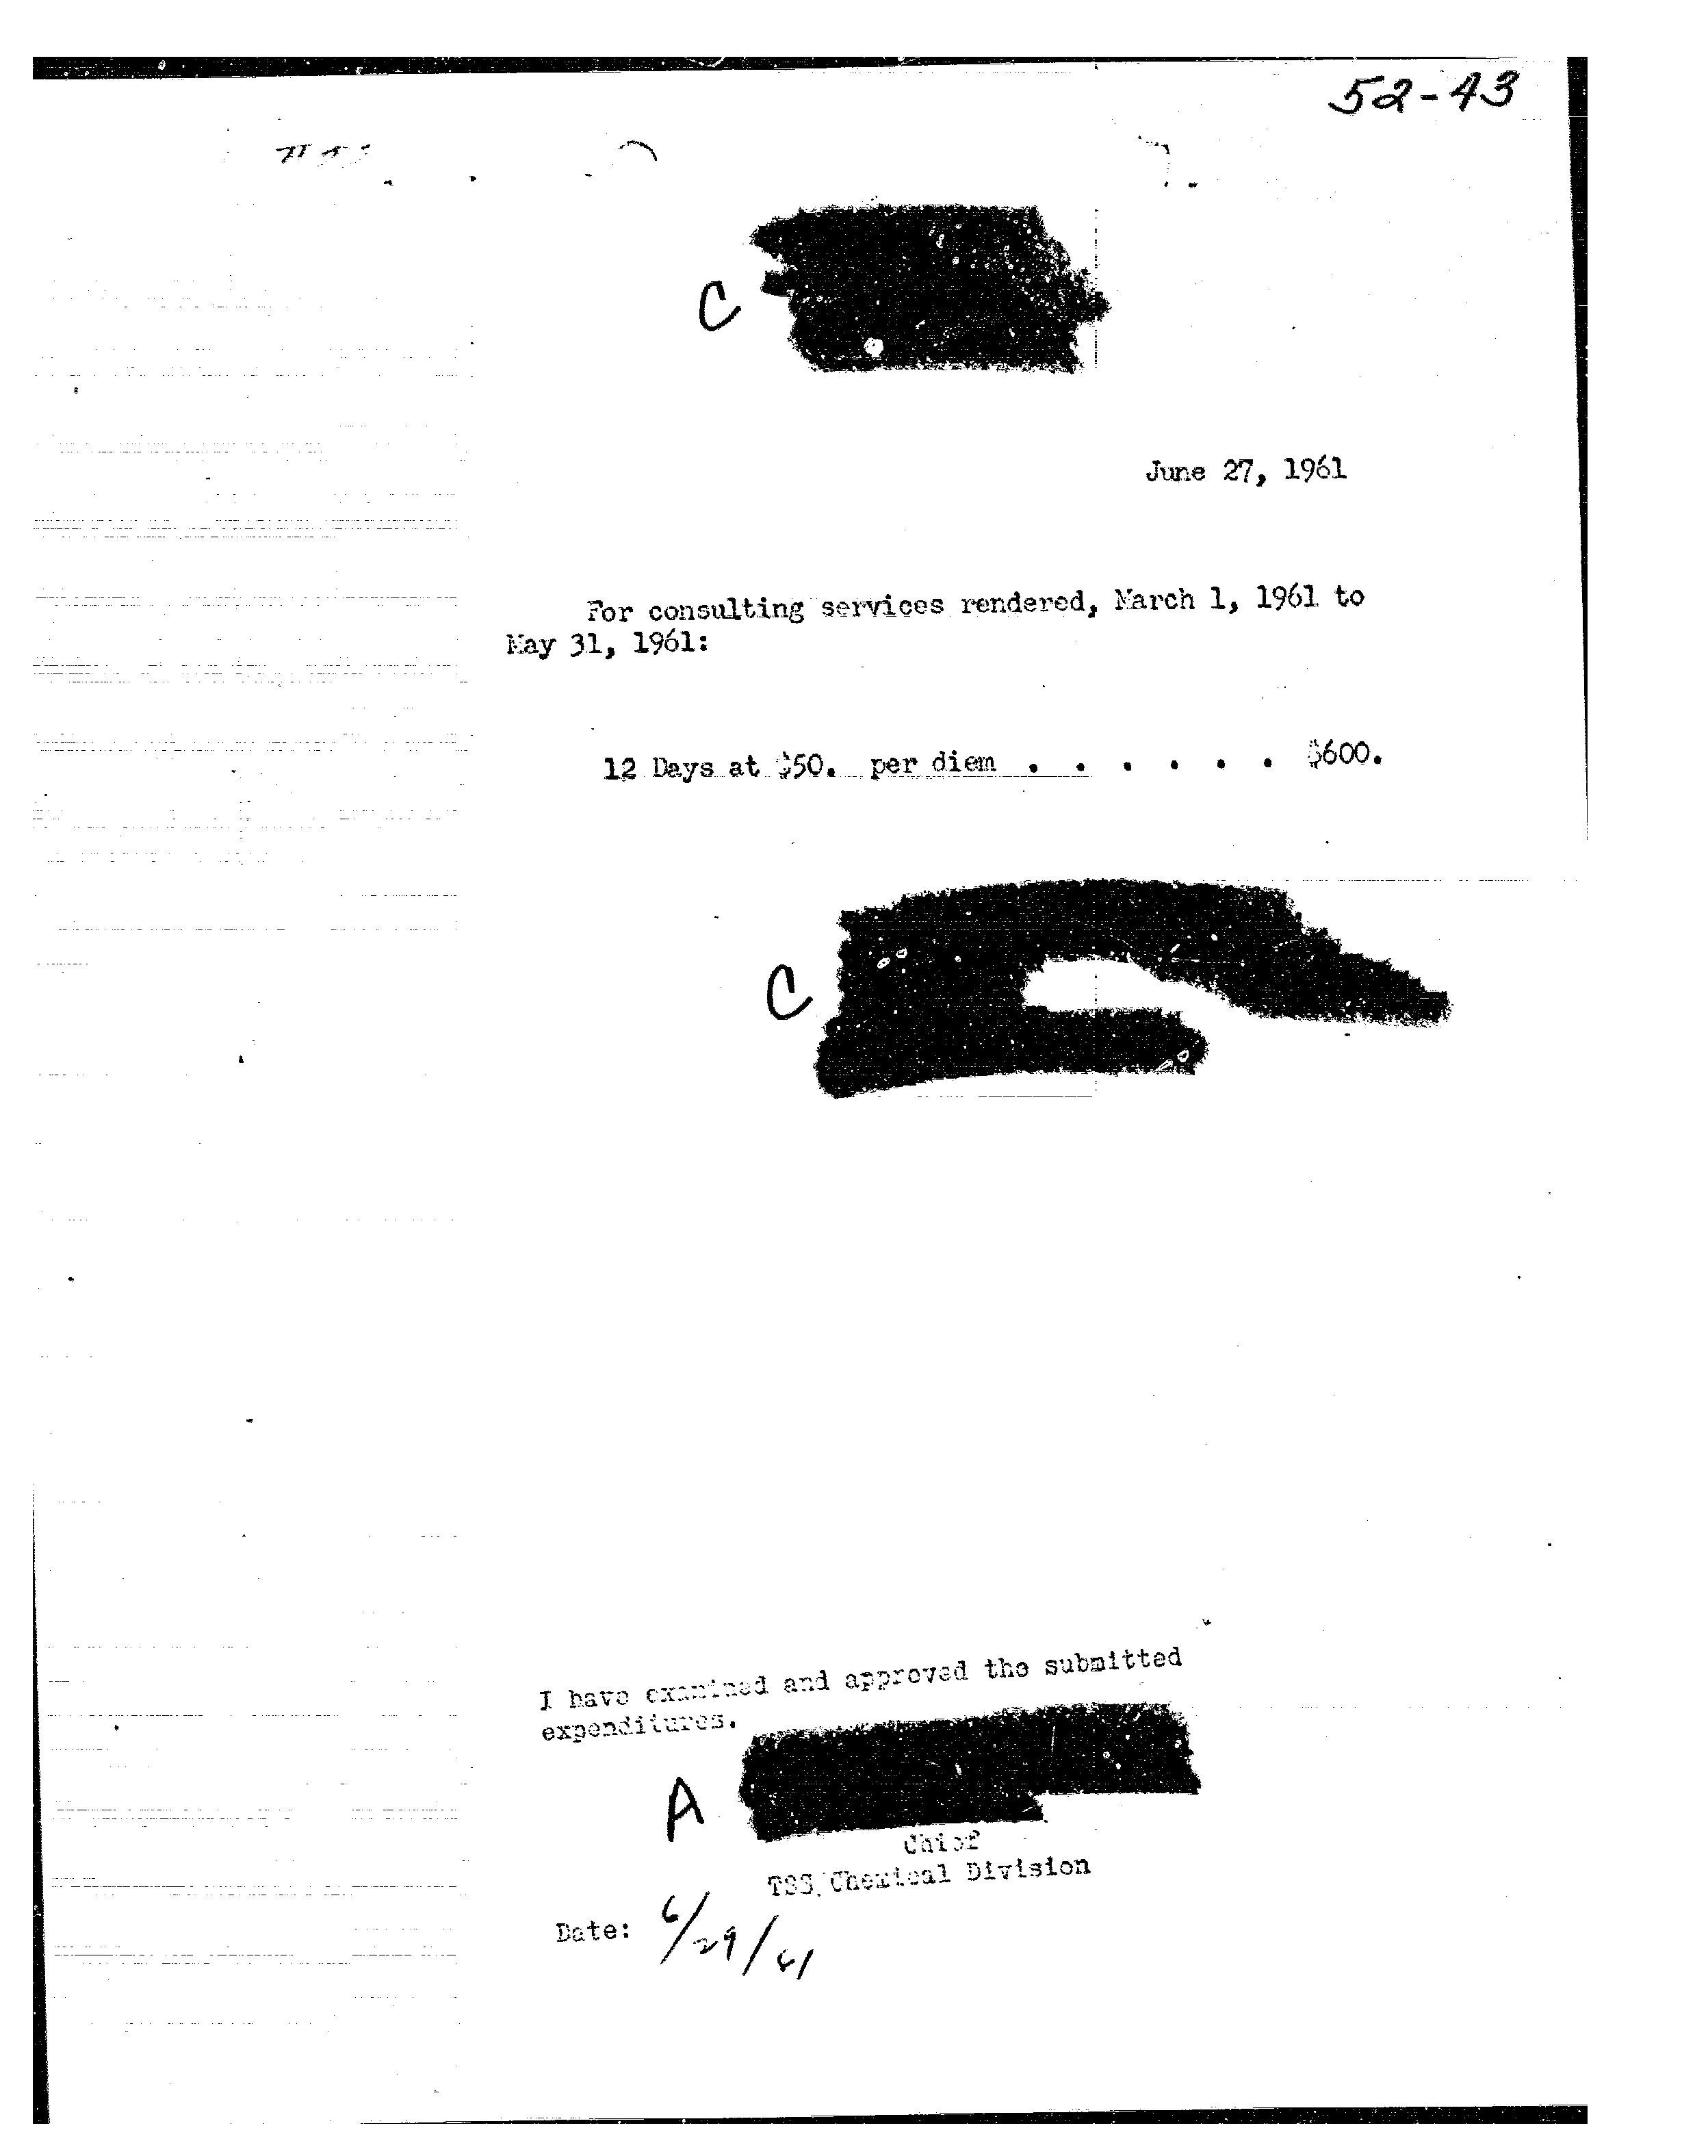 52-43
C
June 27, 1961
For consulting services rendered, March 1, 1961 to
May 31, 1961:
12 Days at $50. per diem . . . . . . $600.
C
I have examined and approved the submitted
expenditures.
A
Chief
TSS Chemical Division
Date: 6/29/61